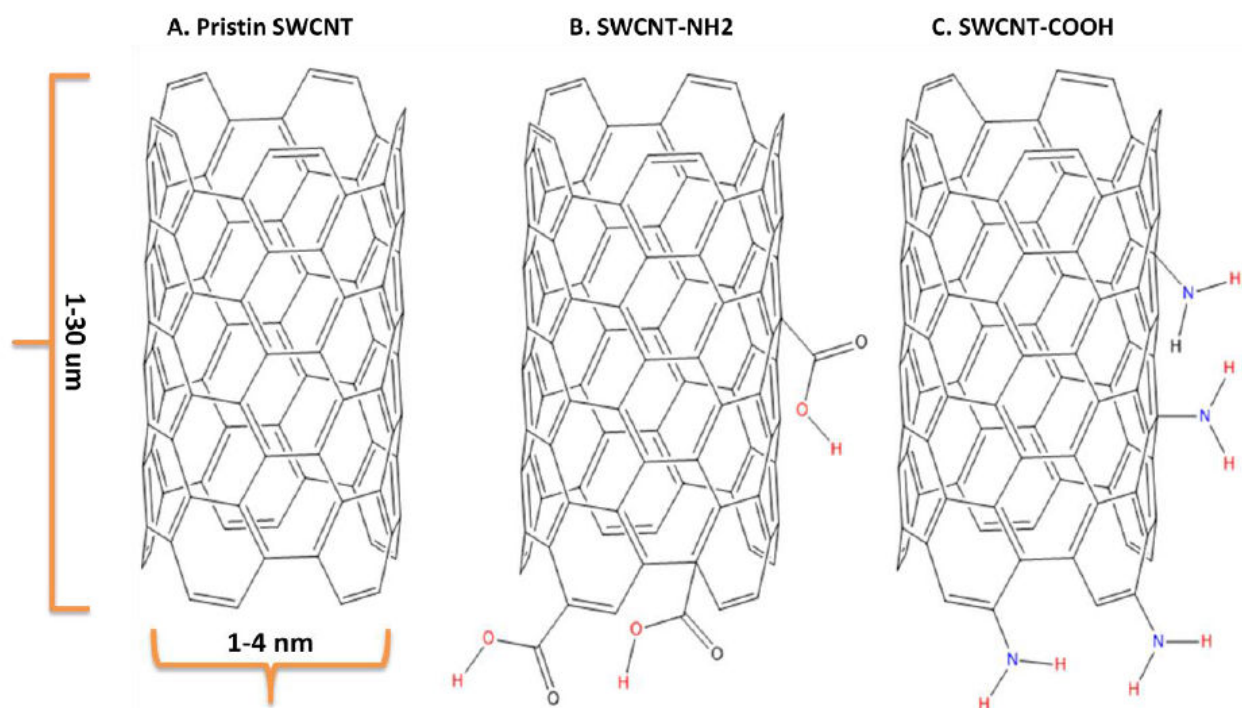 A. Pristin SWCNT
B. SWCNT-NH2
C. SWCNT-COOH
1-30 um
1-4 nm
O
O
H
O
H
O
O
H
O
N
H
H
N
H
H
N
H
H
N
H
H